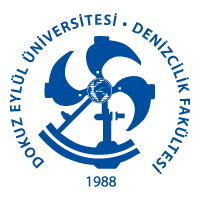 DOKUZ EYLÜL ÜNİVERSİTESİ • DENİZCİLİK FAKÜLTESİ
1988